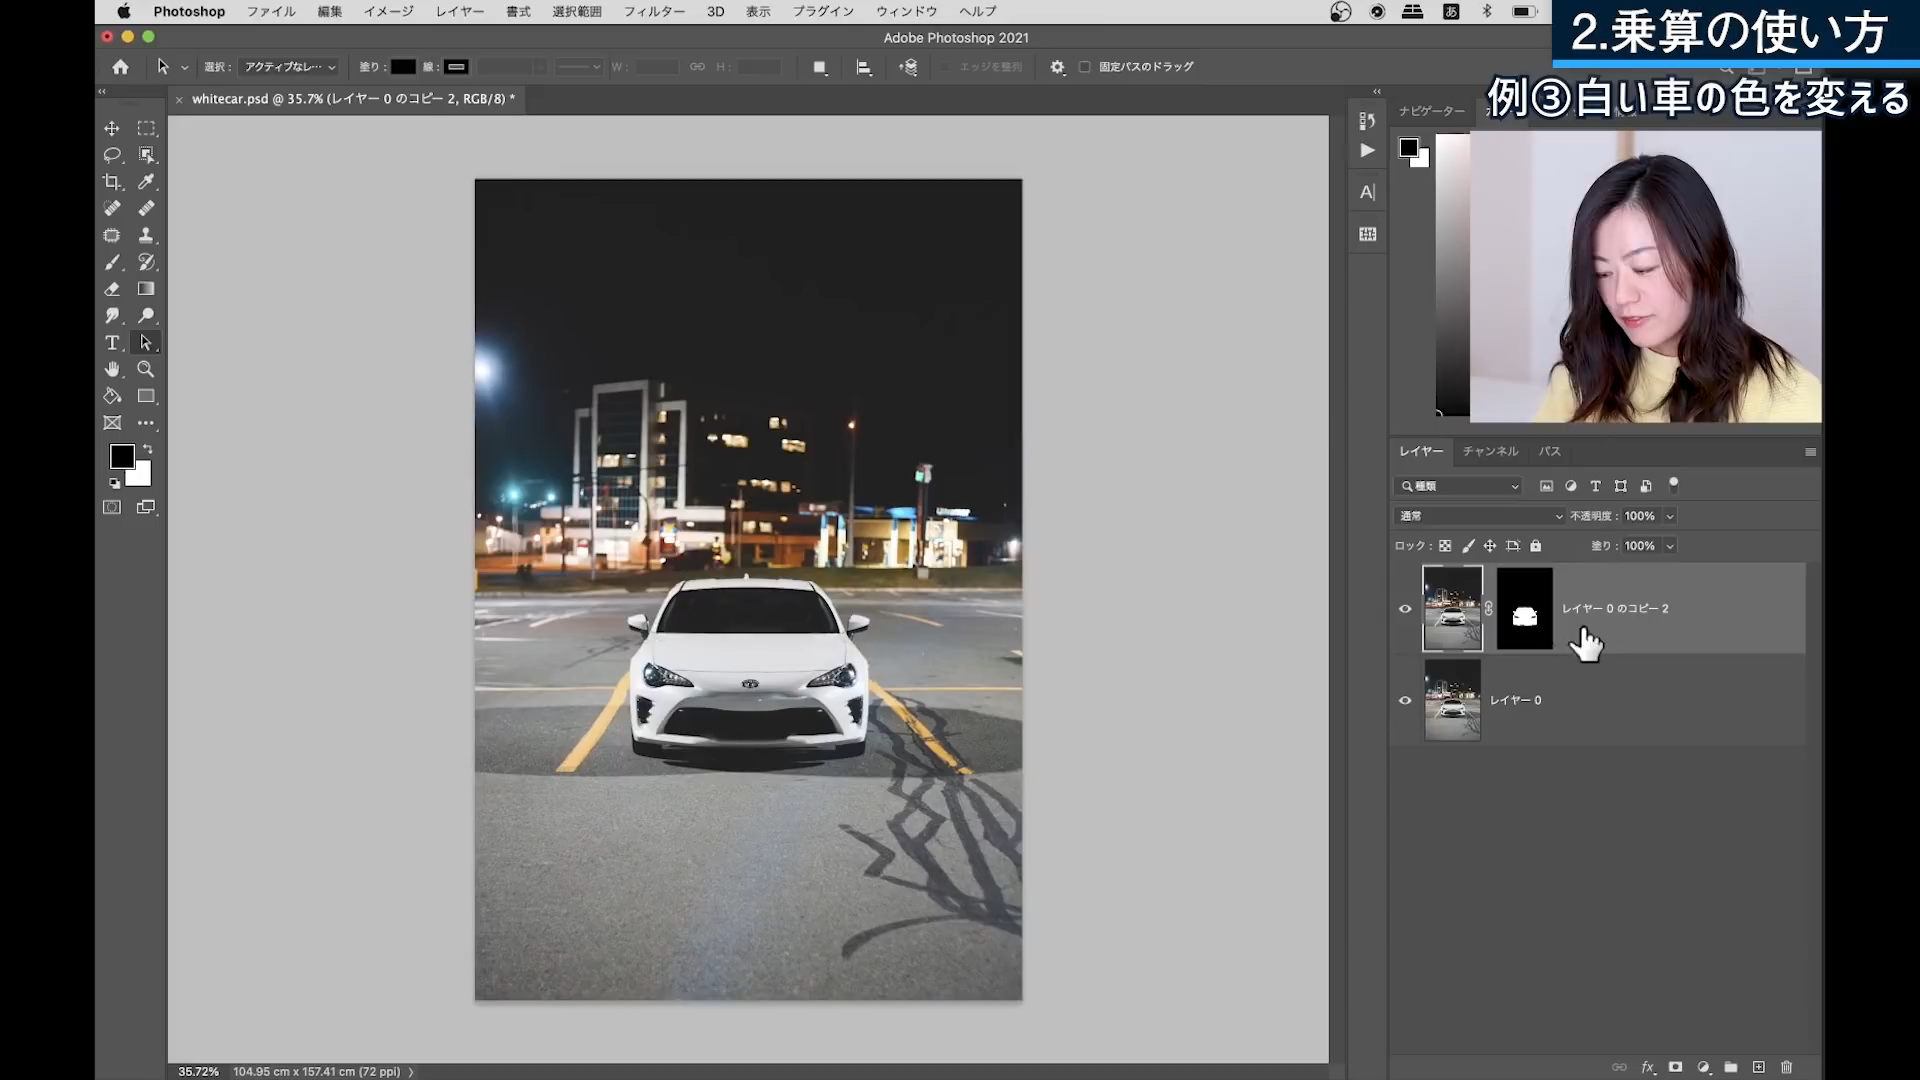 Photoshop ファイル 編集 イメージ レイヤー 書式 選択範囲 フィルター 3D 表示 プラグイン ウィンドウ ヘルプ
あ
2.乗算の使い方
例③白い車の色を変える
Adobe Photoshop 2021
選択 : アクティブなレ… 塗り : 線 : W : H : エッジを整列 固定パスのドラッグ
× whitecar.psd @ 35.7% (レイヤー 0 のコピー 2, RGB/8) *
ナビゲーター
レイヤー チャンネル パス
種類
通常 不透明度 : 100%
ロック : 塗り : 100%
レイヤー 0 のコピー 2
レイヤー 0
fx
35.72% 104.95 cm x 157.41 cm (72 ppi)